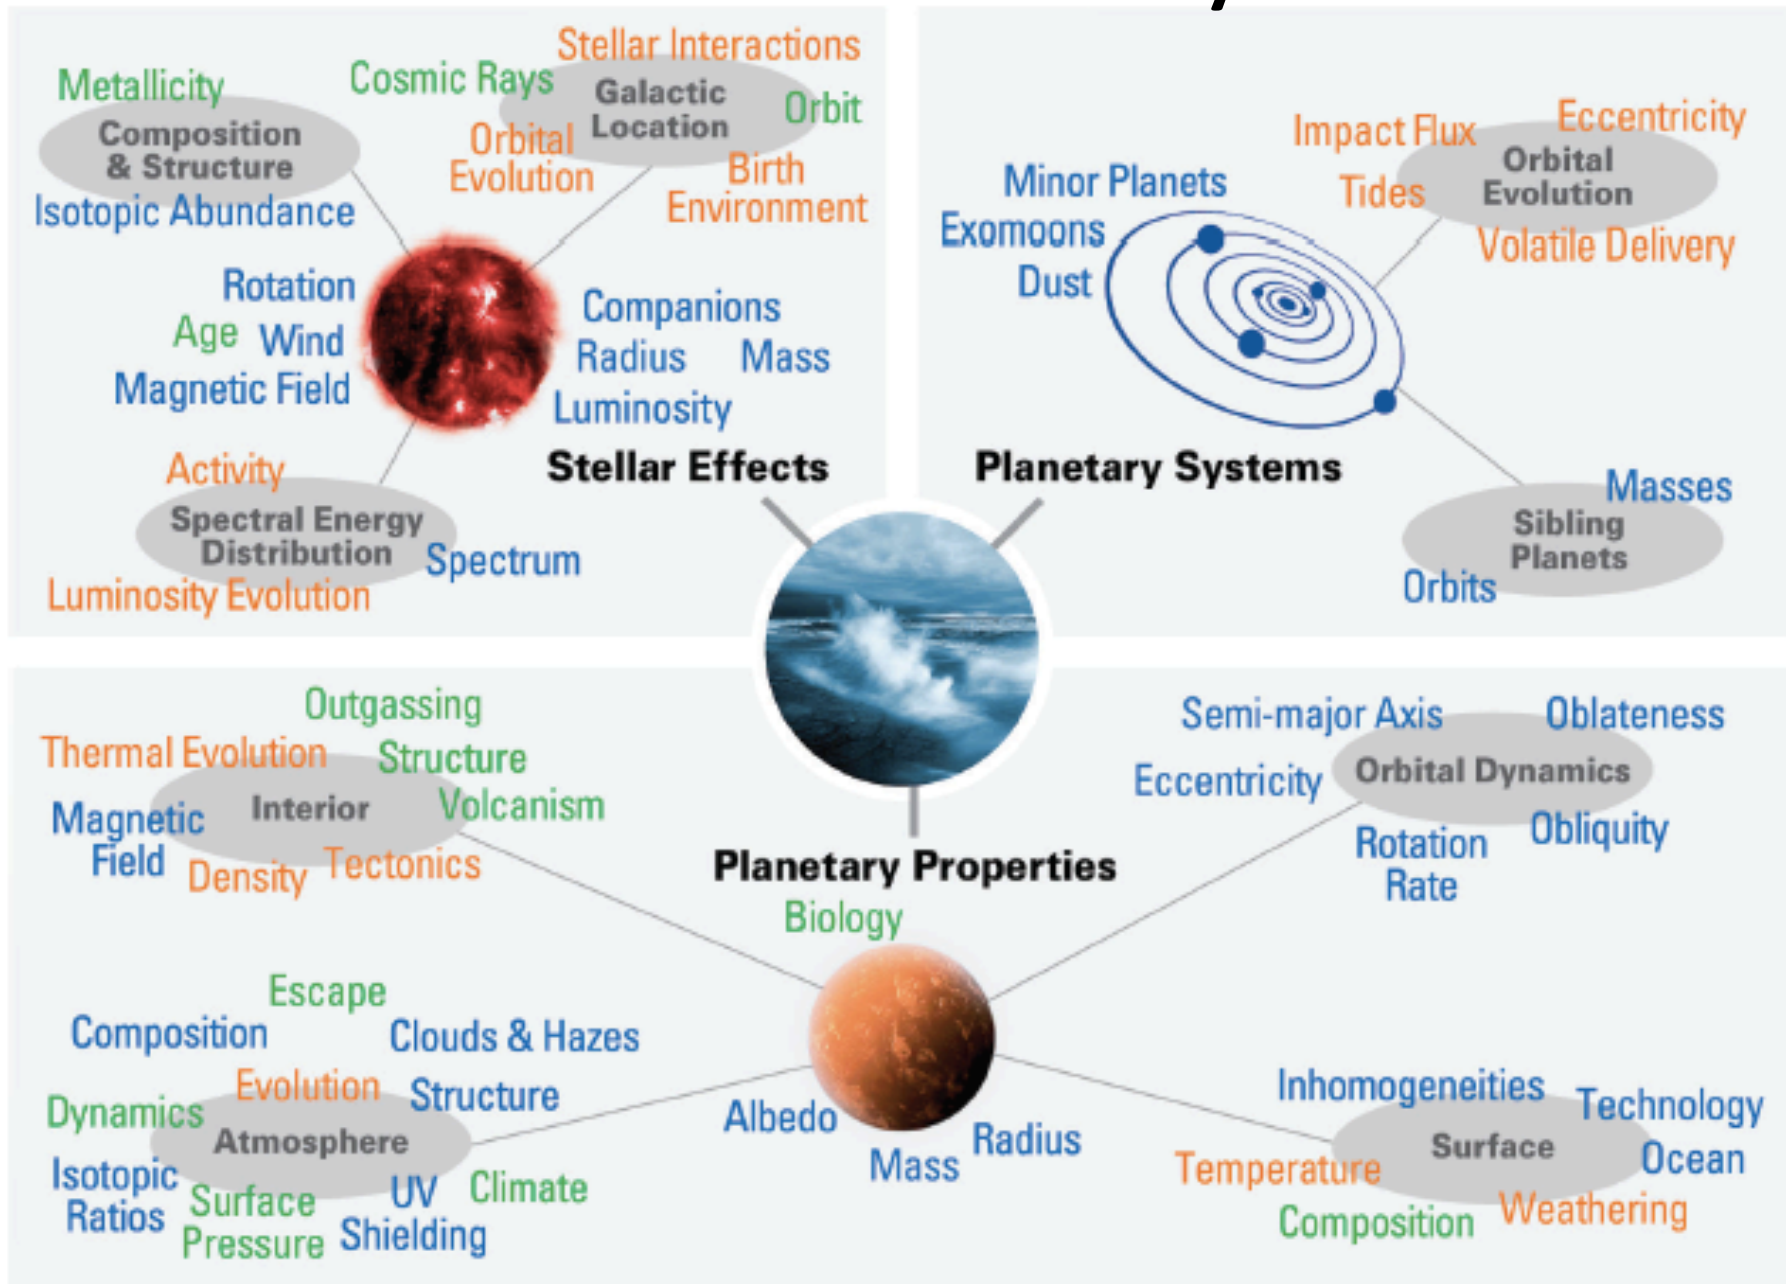 Stellar Interactions
Metallicity
Cosmic Rays
Galactic
Location
Orbit
Composition
& Structure
Orbital
Evolution
Birth
Environment
Isotopic Abundance
Rotation
Age
Wind
Magnetic Field
Companions
Radius
Mass
Luminosity
Stellar Effects
Activity
Spectral Energy
Distribution
Spectrum
Luminosity Evolution
Eccentricity
Impact Flux
Orbital
Evolution
Tides
Volatile Delivery
Minor Planets
Exomoons
Dust
Planetary Systems
Masses
Sibling
Planets
Orbits
Outgassing
Thermal Evolution
Structure
Interior
Volcanism
Magnetic
Field
Density
Tectonics
Planetary Properties
Biology
Semi-major Axis
Oblateness
Eccentricity
Orbital Dynamics
Rotation
Rate
Obliquity
Escape
Composition
Clouds & Hazes
Evolution
Structure
Dynamics
Atmosphere
Isotopic
Ratios
Surface
Pressure
UV
Shielding
Climate
Albedo
Mass
Radius
Inhomogeneities
Technology
Surface
Ocean
Temperature
Weathering
Composition